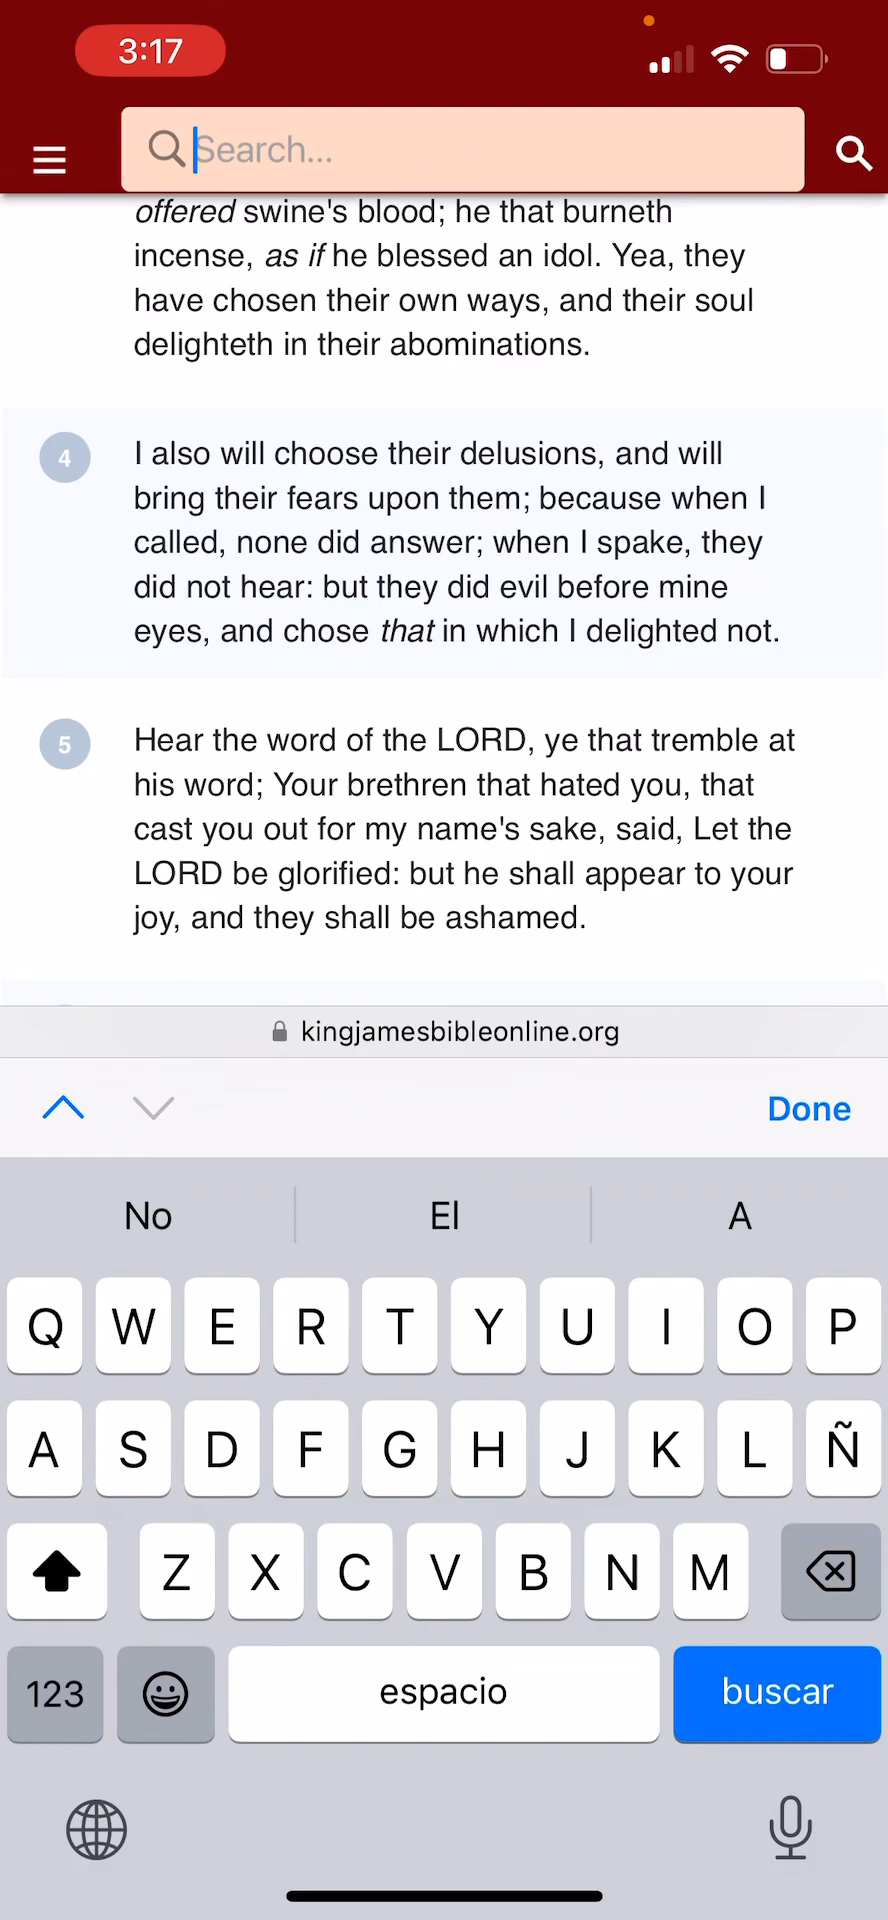 3:17
Search...
offered swine's blood; he that burneth
incense, as if he blessed an idol. Yea, they
have chosen their own ways, and their soul
delighteth in their abominations.
4
I also will choose their delusions, and will
bring their fears upon them; because when I
called, none did answer; when I spake, they
did not hear: but they did evil before mine
eyes, and chose that in which I delighted not.
5
Hear the word of the LORD, ye that tremble at
his word; Your brethren that hated you, that
cast you out for my name's sake, said, Let the
LORD be glorified: but he shall appear to your
joy, and they shall be ashamed.
kingjamesbibleonline.org
Done
No El A
Q W E R T Y U I O P
A S D F G H J K L Ñ
Z X C V B N M
123 espacio buscar